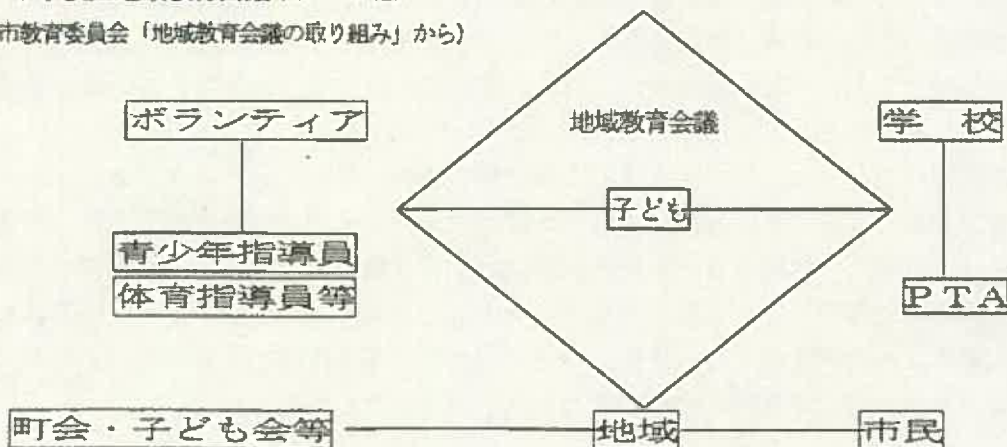 市教育委員会「地域教育会議の取り組み」から)
ボランティア
地域教育会議
学 校
子ども
青少年指導員
体育指導員等
PTA
町会・子ども会等
地域
市民